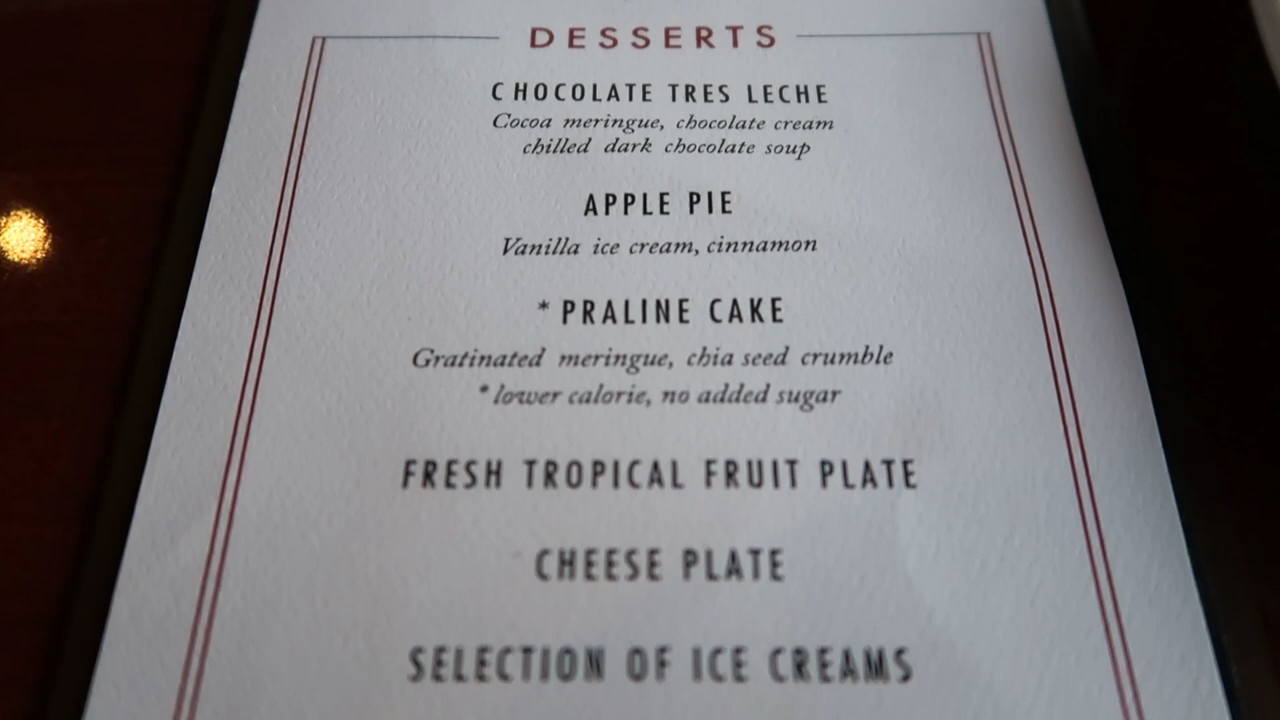 DESSERTS
CHOCOLATE TRES LECHE
Cocoa meringue, chocolate cream
chilled dark chocolate soup
APPLE PIE
Vanilla ice cream, cinnamon
* PRALINE CAKE
Gratinated meringue, chia seed crumble
* lower calorie, no added sugar
FRESH TROPICAL FRUIT PLATE
CHEESE PLATE
SELECTION OF ICE CREAMS